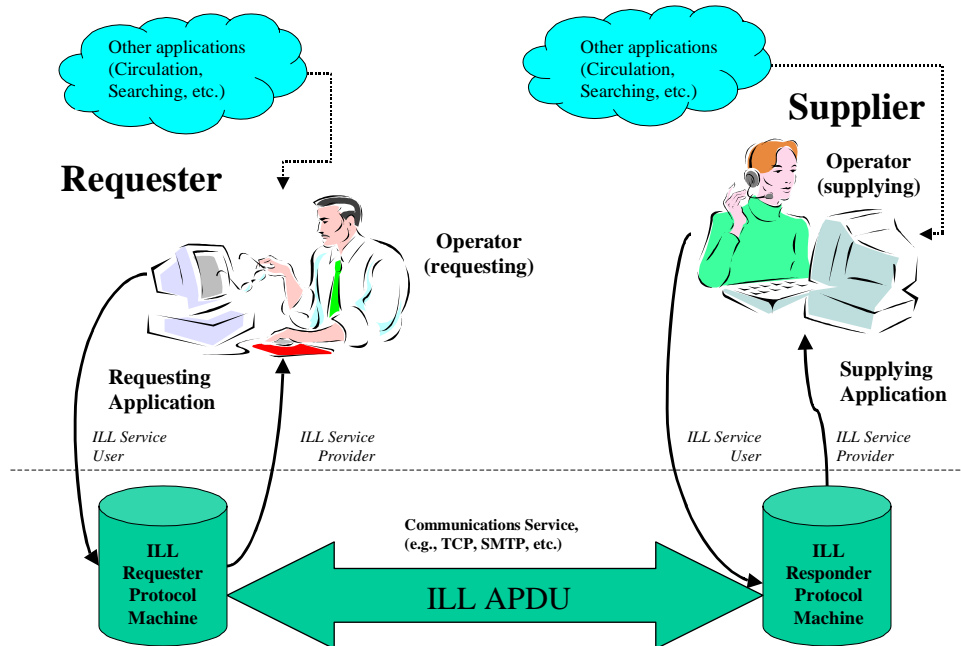 Other applications
(Circulation,
Searching, etc.)
Other applications
(Circulation,
Searching, etc.)
Requester
Supplier
Operator
(requesting)
Operator
(supplying)
Requesting
Application
Supplying
Application
ILL Service
User
ILL Service
Provider
ILL Service
User
ILL Service
Provider
Communications Service,
(e.g., TCP, SMTP, etc.)
ILL
Requester
Protocol
Machine
ILL APDU
ILL
Responder
Protocol
Machine